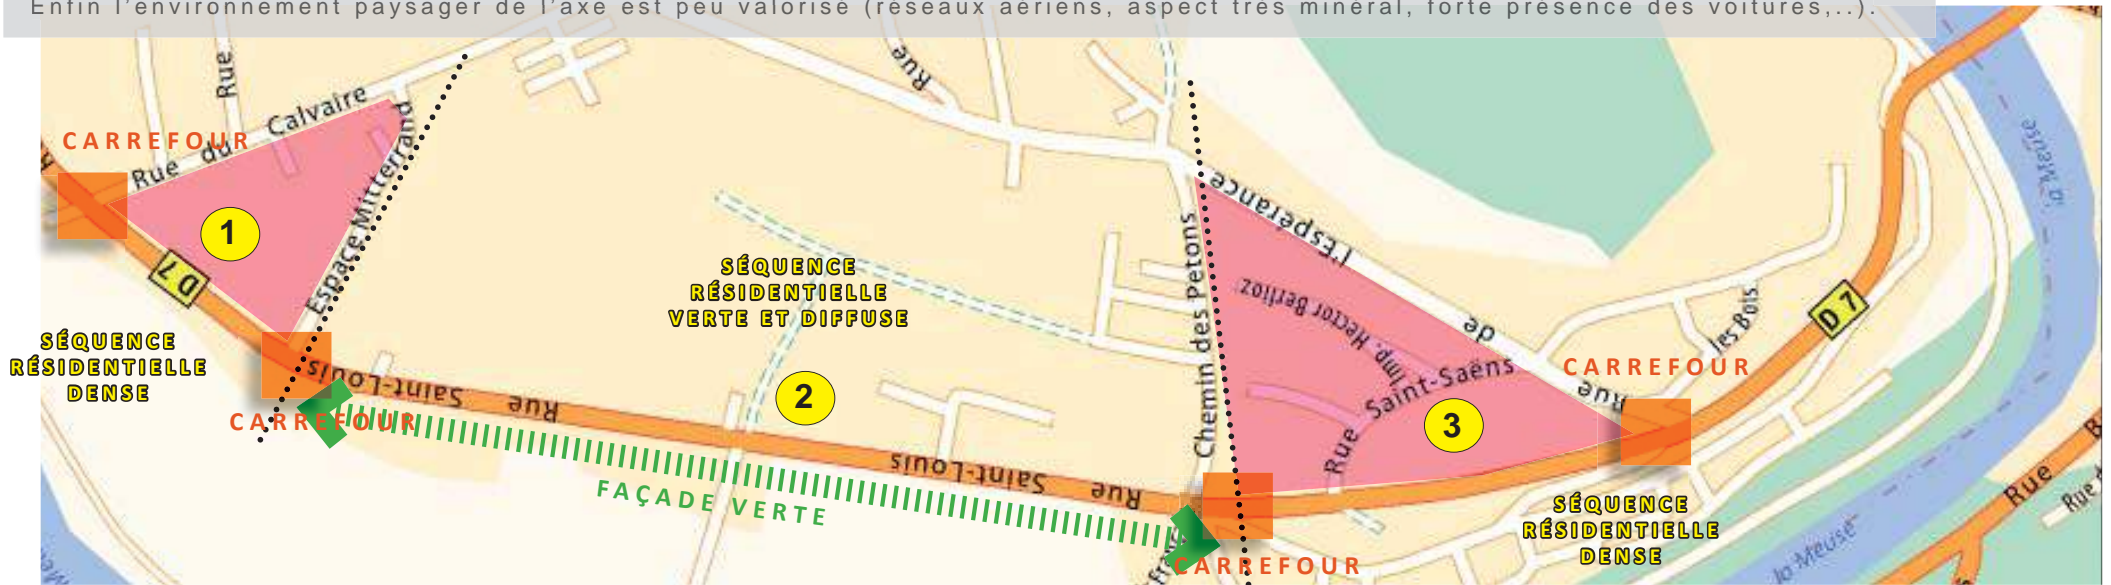 Enfin l'environnement paysager de l'axe est peu valorisé (réseaux aériens, aspect très minéral, forte présence des voitures,..).
Rue
Rue
CARREFOUR
Rue du Calvaire
Espace Mitterrand
1
D 7
SÉQUENCE
RÉSIDENTIELLE
DENSE
CARREFOUR
Rue Saint-Louis
SÉQUENCE
RÉSIDENTIELLE
VERTE ET DIFFUSE
2
FAÇADE VERTE
Rue Saint-Louis
Chemin des Petons
Rue de l'Espérance
Imp. Hector Berlioz
Rue Saint-Saëns
3
CARREFOUR
les Bois
D 7
la Meuse
CARREFOUR
SÉQUENCE
RÉSIDENTIELLE
DENSE
la Meuse
Rue
Rue